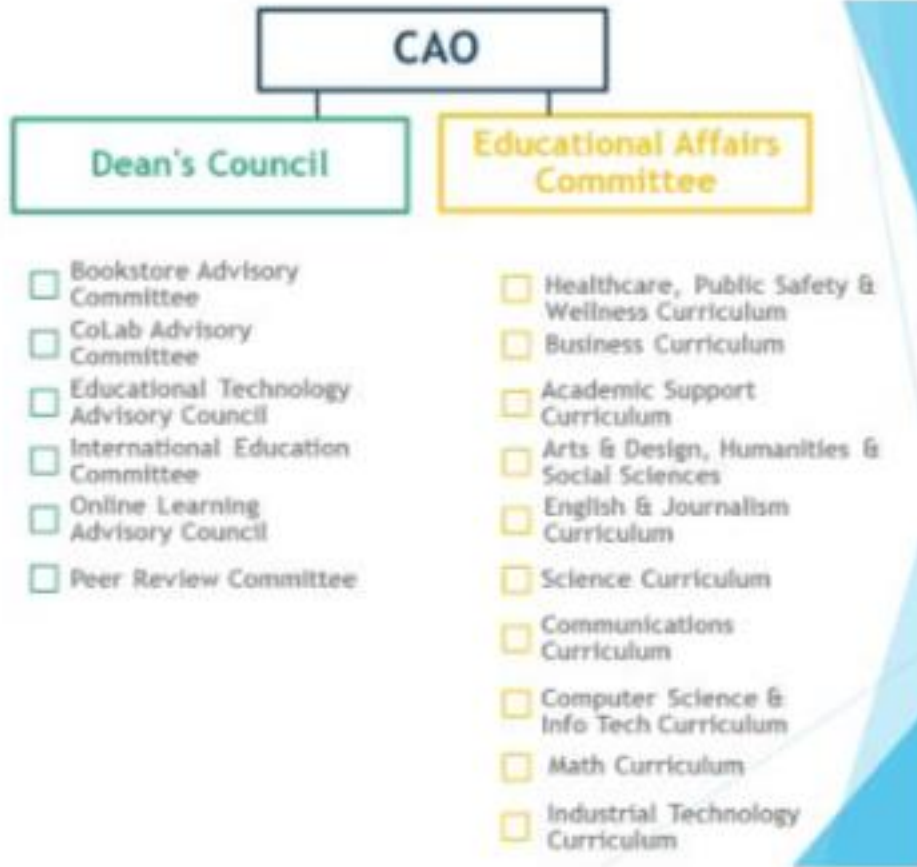 CAO
Dean's Council
Bookstore Advisory
Committee
CoLab Advisory
Committee
Educational Technology
Advisory Council
International Education
Committee
Online Learning
Advisory Council
Peer Review Committee
Educational Affairs
Committee
Healthcare, Public Safety &
Wellness Curriculum
Business Curriculum
Academic Support
Curriculum
Arts & Design, Humanities &
Social Sciences
English & Journalism
Curriculum
Science Curriculum
Communications
Curriculum
Computer Science &
Info Tech Curriculum
Math Curriculum
Industrial Technology
Curriculum